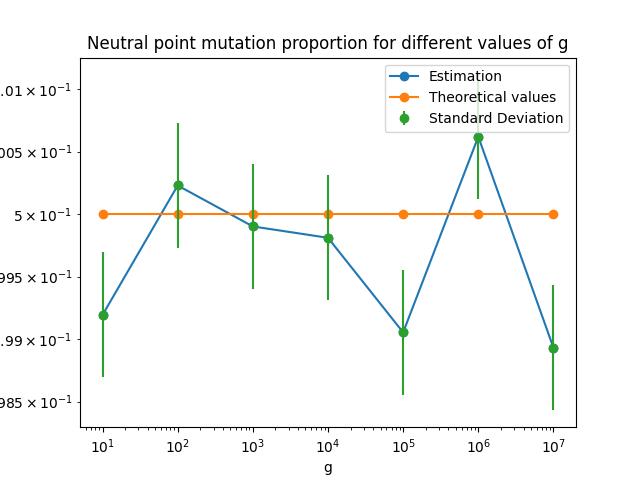 Neutral point mutation proportion for different values of g
Estimation
Theoretical values
Standard Deviation
.01 × 10⁻¹
005 × 10⁻¹
5 × 10⁻¹
995 × 10⁻¹
.99 × 10⁻¹
985 × 10⁻¹
10¹ 10² 10³ 10⁴ 10⁵ 10⁶ 10⁷
g